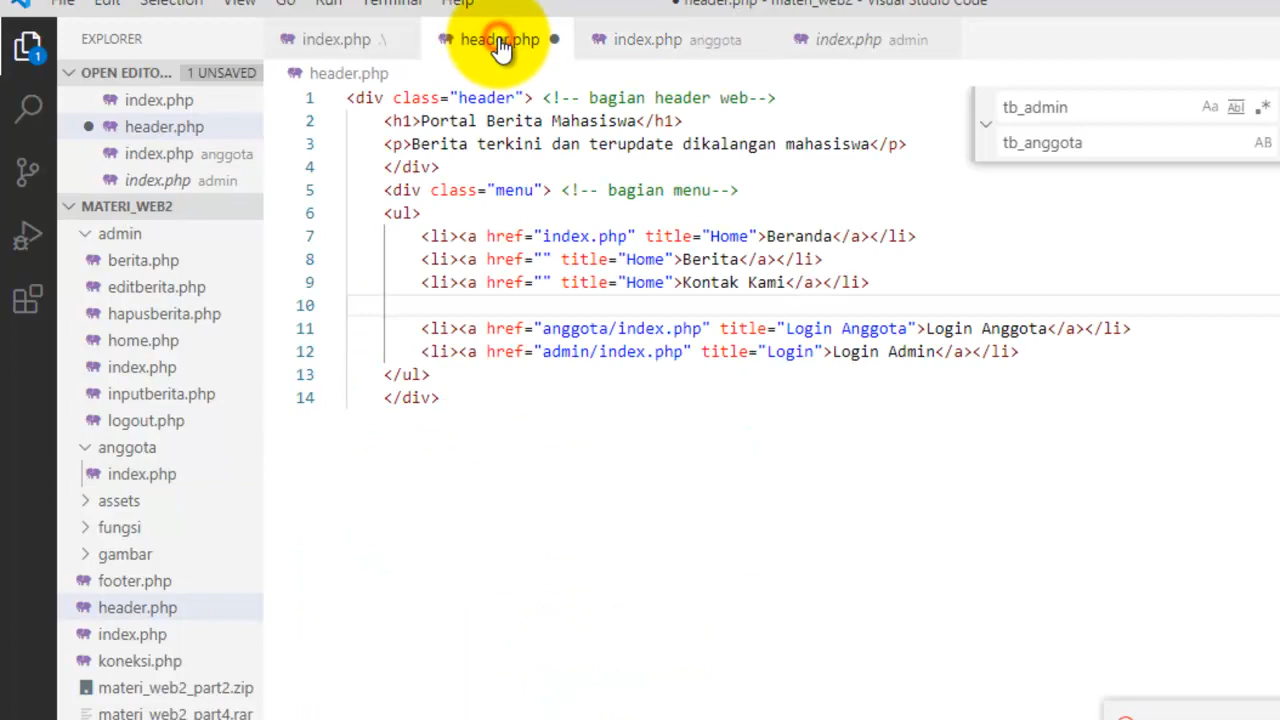 File Edit Selection View Go Run Terminal Help header.php - materi_web2 - Visual Studio Code
EXPLORER
index.php .\ header.php index.php anggota index.php admin
OPEN EDITO... 1 UNSAVED
index.php
header.php
index.php anggota
index.php admin
MATERI_WEB2
admin
berita.php
editberita.php
hapusberita.php
home.php
index.php
inputberita.php
logout.php
anggota
index.php
assets
fungsi
gambar
footer.php
header.php
index.php
koneksi.php
materi_web2_part2.zip
materi_web2_part4.rar
1
header.php
1 <div class="header"> <!-- bagian header web-->
2 <h1>Portal Berita Mahasiswa</h1>
3 <p>Berita terkini dan terupdate dikalangan mahasiswa</p>
4 </div>
5 <div class="menu"> <!-- bagian menu-->
6 <ul>
7 <li><a href="index.php" title="Home">Beranda</a></li>
8 <li><a href="" title="Home">Berita</a></li>
9 <li><a href="" title="Home">Kontak Kami</a></li>
10
11 <li><a href="anggota/index.php" title="Login Anggota">Login Anggota</a></li>
12 <li><a href="admin/index.php" title="Login">Login Admin</a></li>
13 </ul>
14 </div>
tb_admin Aa Abl .*
tb_anggota AB